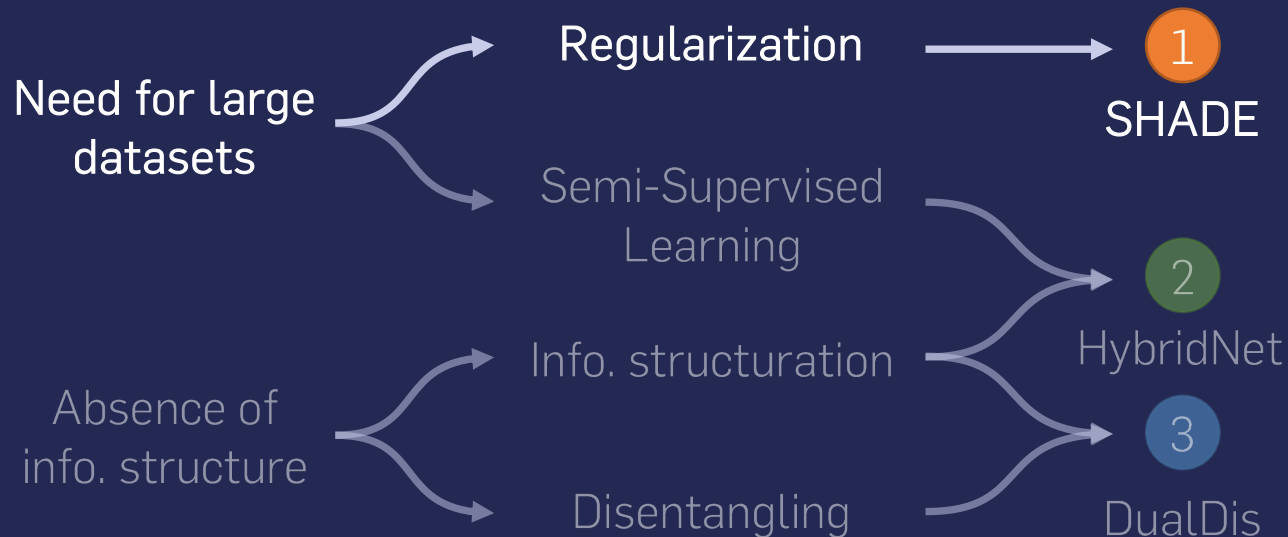 Need for large
datasets
Regularization
1
SHADE
Semi-Supervised
Learning
2
HybridNet
Absence of
info. structure
Info. structuration
3
DualDis
Disentangling